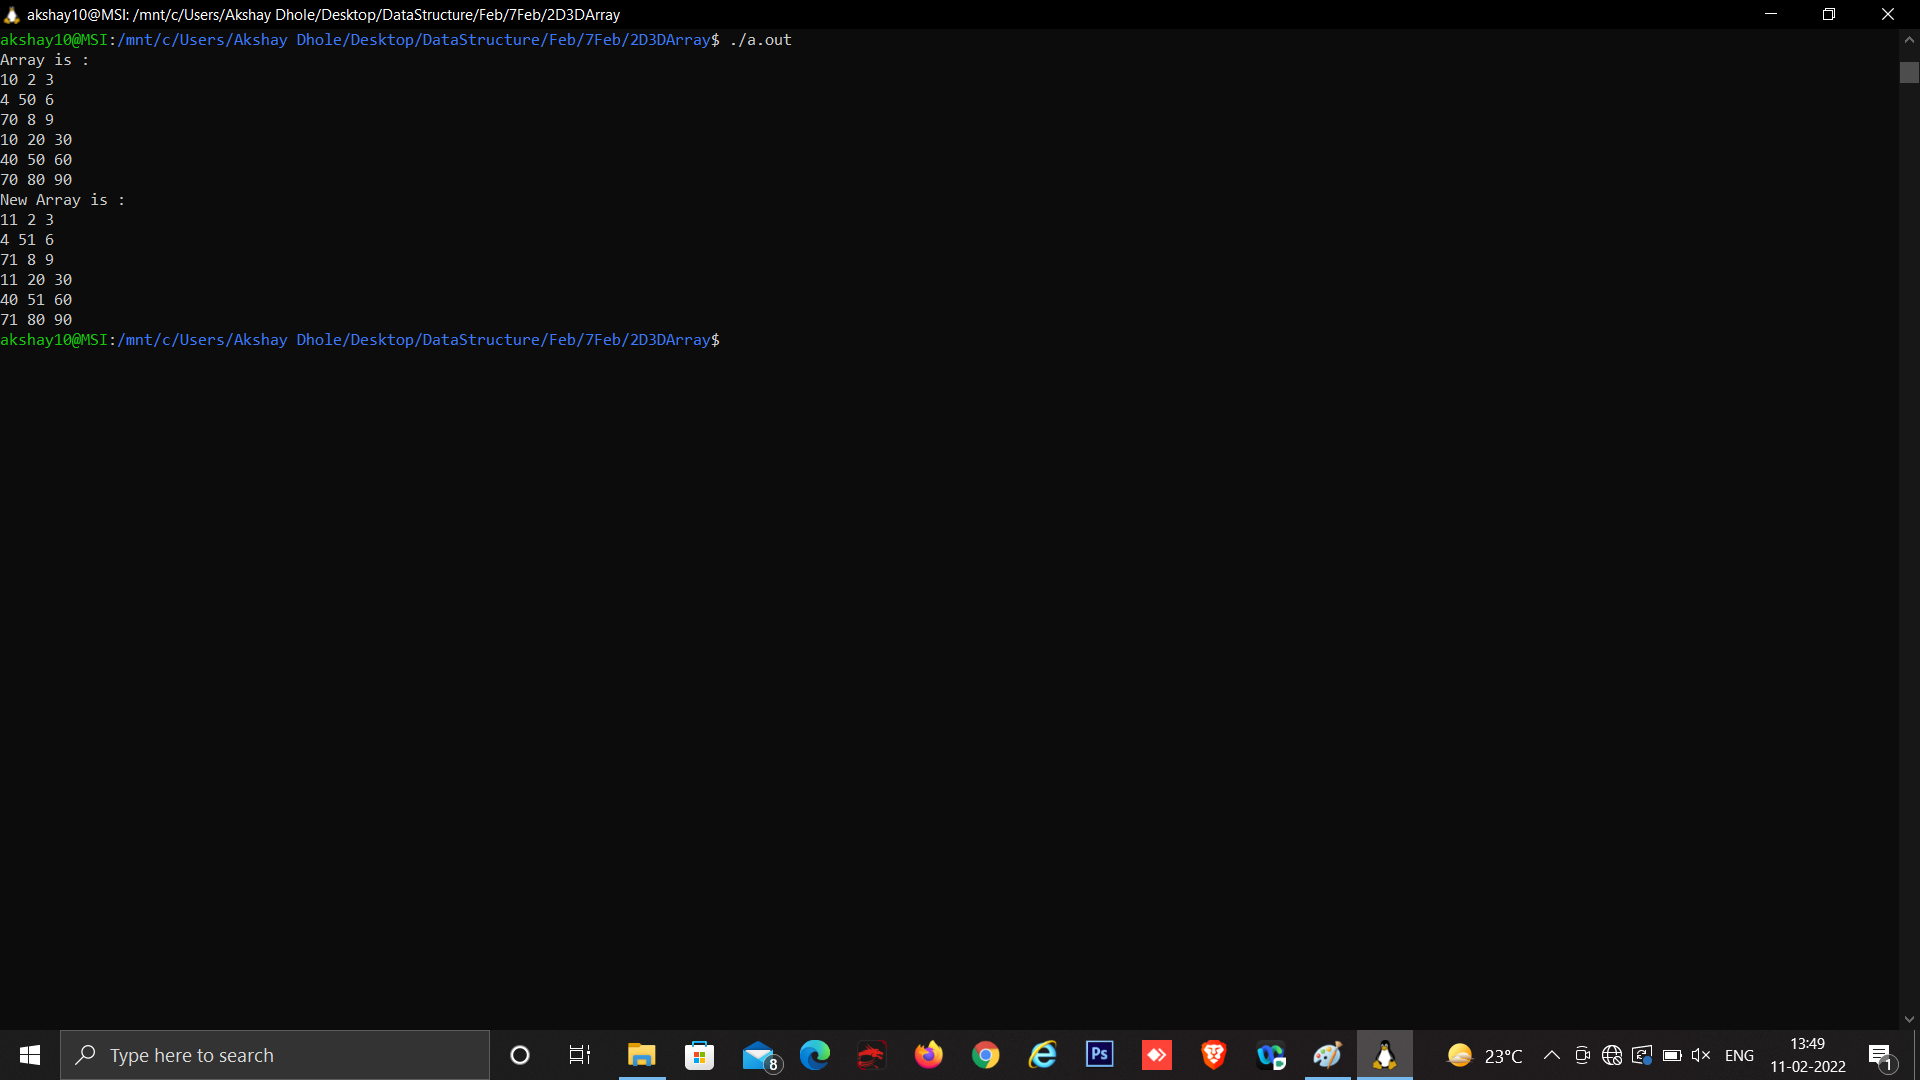 akshay10@MSI: /mnt/c/Users/Akshay Dhole/Desktop/DataStructure/Feb/7Feb/2D3DArray
akshay10@MSI:/mnt/c/Users/Akshay Dhole/Desktop/DataStructure/Feb/7Feb/2D3DArray$ ./a.out
Array is :
10 2 3
4 50 6
70 8 9
10 20 30
40 50 60
70 80 90
New Array is :
11 2 3
4 51 6
71 8 9
11 20 30
40 51 60
71 80 90
akshay10@MSI:/mnt/c/Users/Akshay Dhole/Desktop/DataStructure/Feb/7Feb/2D3DArray$
Type here to search
8
Ps
23°C
ENG
13:49
11-02-2022
1